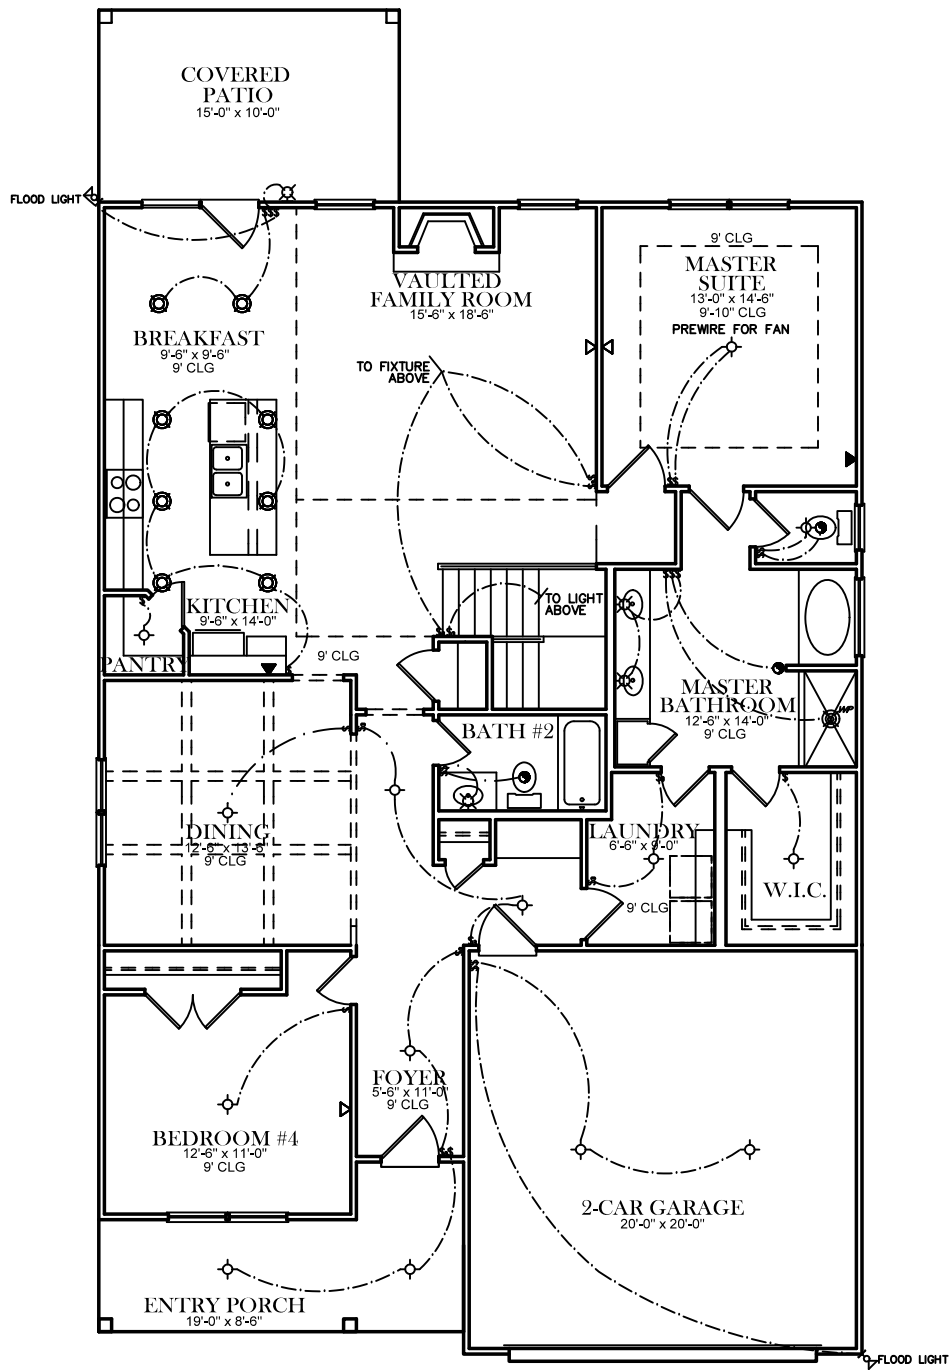 COVERED
PATIO
15'-0" x 10'-0"
FLOOD LIGHT
9' CLG
MASTER
SUITE
13'-0" x 14'-6"
9'-10" CLG
PREWIRE FOR FAN
VAULTED
FAMILY ROOM
15'-6" x 18'-6"
BREAKFAST
9'-6" x 9'-6"
9' CLG
TO FIXTURE
ABOVE
TO LIGHT
ABOVE
KITCHEN
9'-6" x 14'-0"
PANTRY
9' CLG
MASTER
BATHROOM
12'-6" x 14'-0"
9' CLG
WP
BATH #2
DINING
12'-6" x 13'-6"
9' CLG
LAUNDRY
6'-6" x 9'-0"
9' CLG
W.I.C.
FOYER
5'-6" x 11'-0"
9' CLG
BEDROOM #4
12'-6" x 11'-0"
9' CLG
2-CAR GARAGE
20'-0" x 20'-0"
ENTRY PORCH
19'-0" x 8'-6"
FLOOD LIGHT